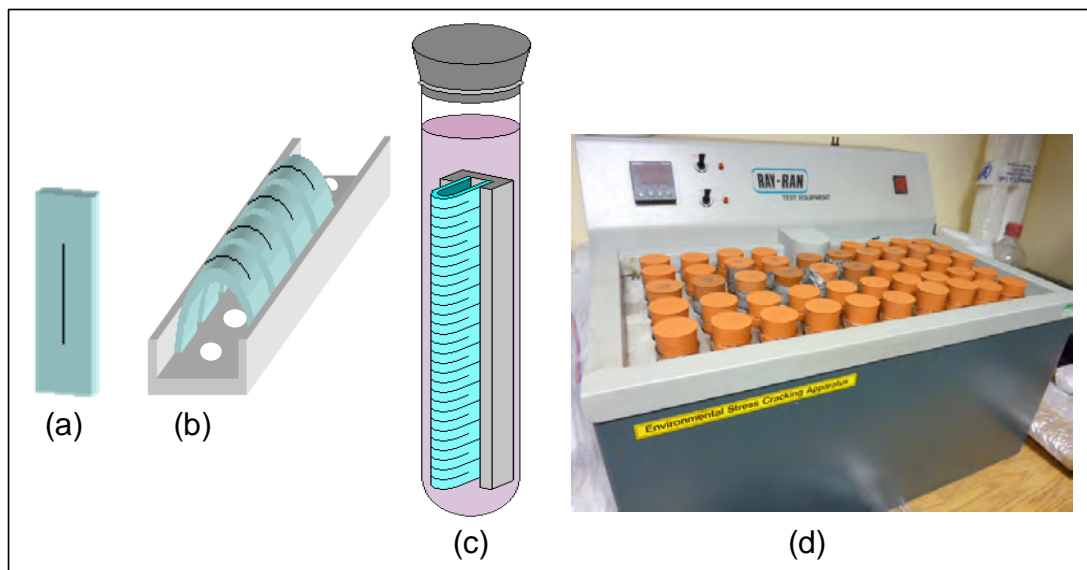 RAY-RAN
TEST EQUIPMENT
Environmental Stress Cracking Apparatus
(a)
(b)
(c)
(d)